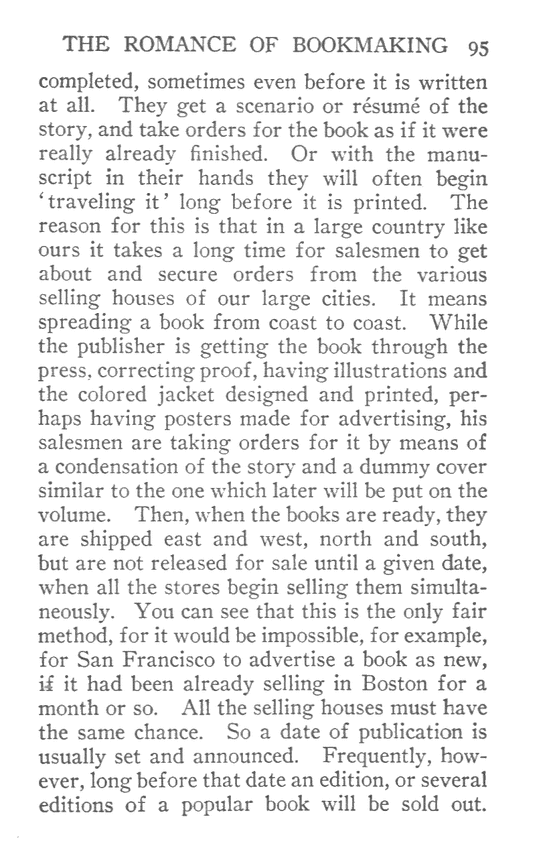 THE ROMANCE OF BOOKMAKING 95
completed, sometimes even before it is written
at all. They get a scenario or résumé of the
story, and take orders for the book as if it were
really already finished. Or with the manu-
script in their hands they will often begin
‘traveling it’ long before it is printed. The
reason for this is that in a large country like
ours it takes a long time for salesmen to get
about and secure orders from the various
selling houses of our large cities. It means
spreading a book from coast to coast. While
the publisher is getting the book through the
press, correcting proof, having illustrations and
the colored jacket designed and printed, per-
haps having posters made for advertising, his
salesmen are taking orders for it by means of
a condensation of the story and a dummy cover
similar to the one which later will be put on the
volume. Then, when the books are ready, they
are shipped east and west, north and south,
but are not released for sale until a given date,
when all the stores begin selling them simulta-
neously. You can see that this is the only fair
method, for it would be impossible, for example,
for San Francisco to advertise a book as new,
if it had been already selling in Boston for a
month or so. All the selling houses must have
the same chance. So a date of publication is
usually set and announced. Frequently, how-
ever, long before that date an edition, or several
editions of a popular book will be sold out.